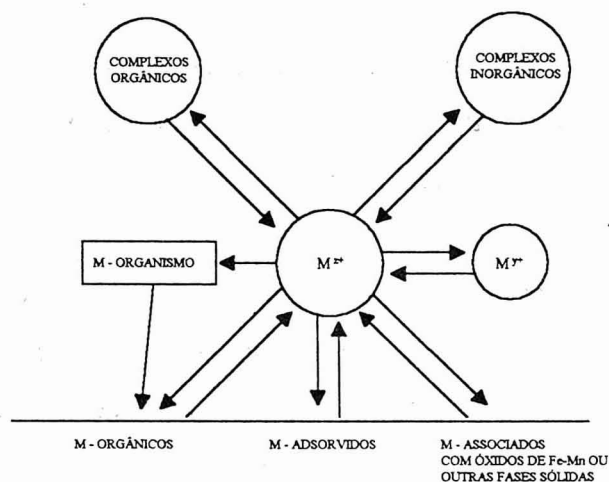 COMPLEXOS
ORGÂNICOS
COMPLEXOS
INORGÂNICOS
M - ORGANISMO
M z+
M y+
M - ORGÂNICOS
M - ADSORVIDOS
M - ASSOCIADOS
COM ÓXIDOS DE Fe-Mn OU
OUTRAS FASES SÓLIDAS